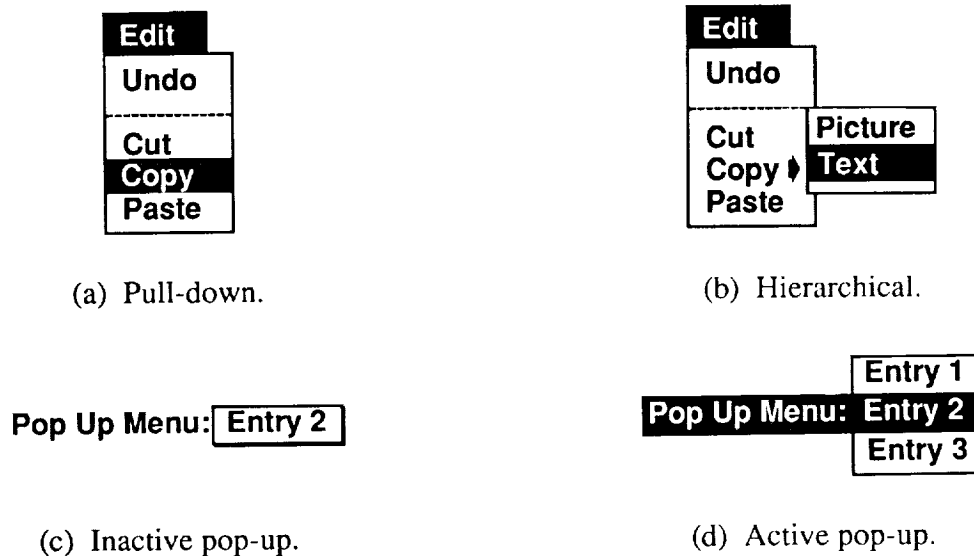 Edit
Undo
Cut
Copy
Paste
(a) Pull-down.
Edit
Undo
Cut
Copy
Paste
Picture
Text
(b) Hierarchical.
Pop Up Menu: Entry 2
(c) Inactive pop-up.
Entry 1
Pop Up Menu: Entry 2
Entry 3
(d) Active pop-up.